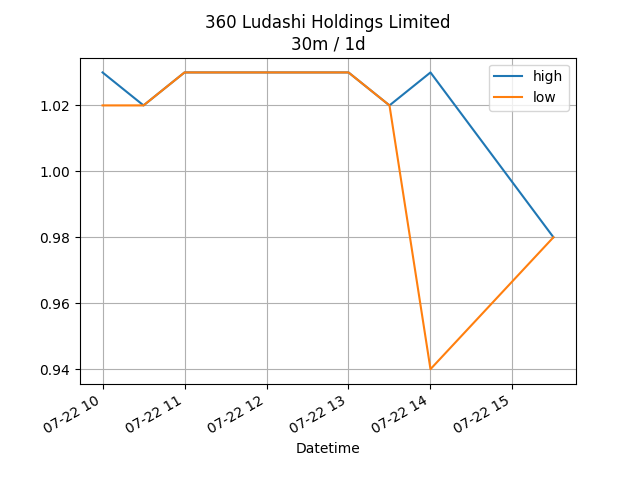 360 Ludashi Holdings Limited
30m / 1d
high
low
1.02
1.00
0.98
0.96
0.94
07-22 10
07-22 11
07-22 12
07-22 13
07-22 14
07-22 15
Datetime